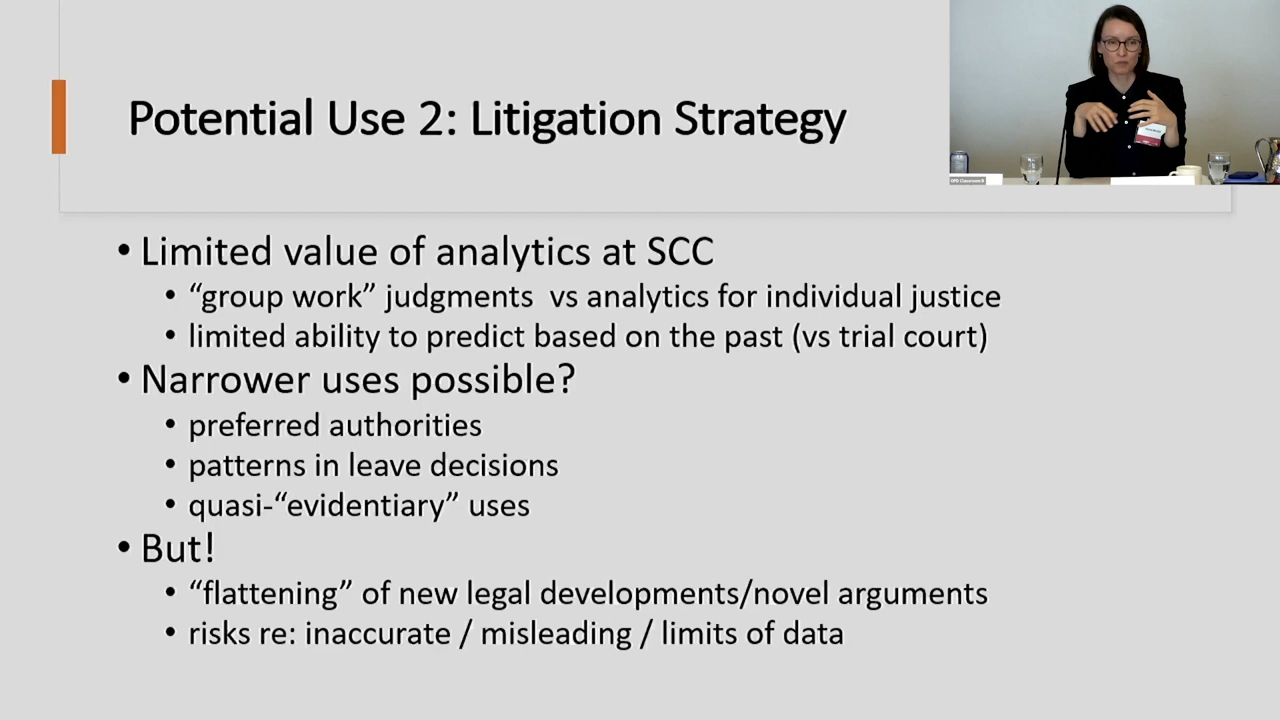 Potential Use 2: Litigation Strategy
• Limited value of analytics at SCC
• “group work” judgments vs analytics for individual justice
• limited ability to predict based on the past (vs trial court)
• Narrower uses possible?
• preferred authorities
• patterns in leave decisions
• quasi-“evidentiary” uses
• But!
• “flattening” of new legal developments/novel arguments
• risks re: inaccurate / misleading / limits of data